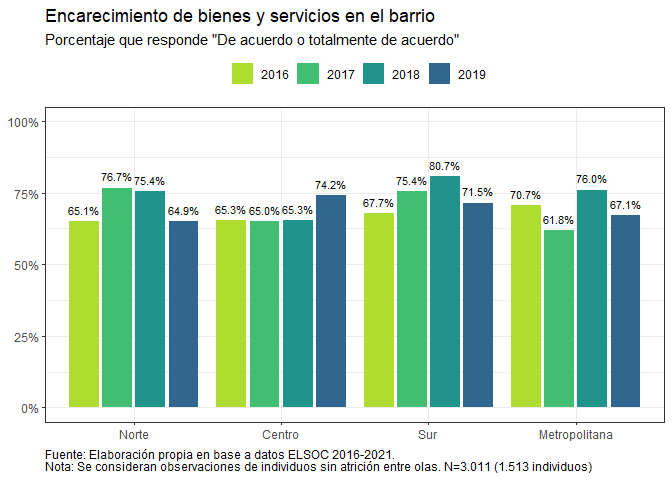 Encarecimiento de bienes y servicios en el barrio
Porcentaje que responde "De acuerdo o totalmente de acuerdo"
2016 2017 2018 2019
100%
75%
50%
25%
0%
65.1% 76.7% 75.4% 64.9%
65.3% 65.0% 65.3% 74.2%
67.7% 75.4% 80.7% 71.5%
70.7% 61.8% 76.0% 67.1%
Norte Centro Sur Metropolitana
Fuente: Elaboración propia en base a datos ELSOC 2016-2021.
Nota: Se consideran observaciones de individuos sin atrición entre olas. N=3.011 (1.513 individuos)